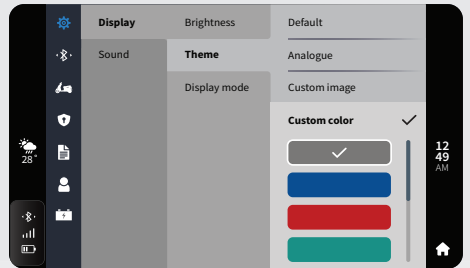 Display
Sound
Brightness
Theme
Display mode
Default
Analogue
Custom image
Custom color
28°
12
49
AM